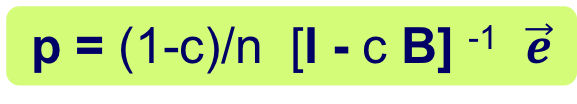 p = (1-c)/n [I - c B] ⁻¹ e⃗